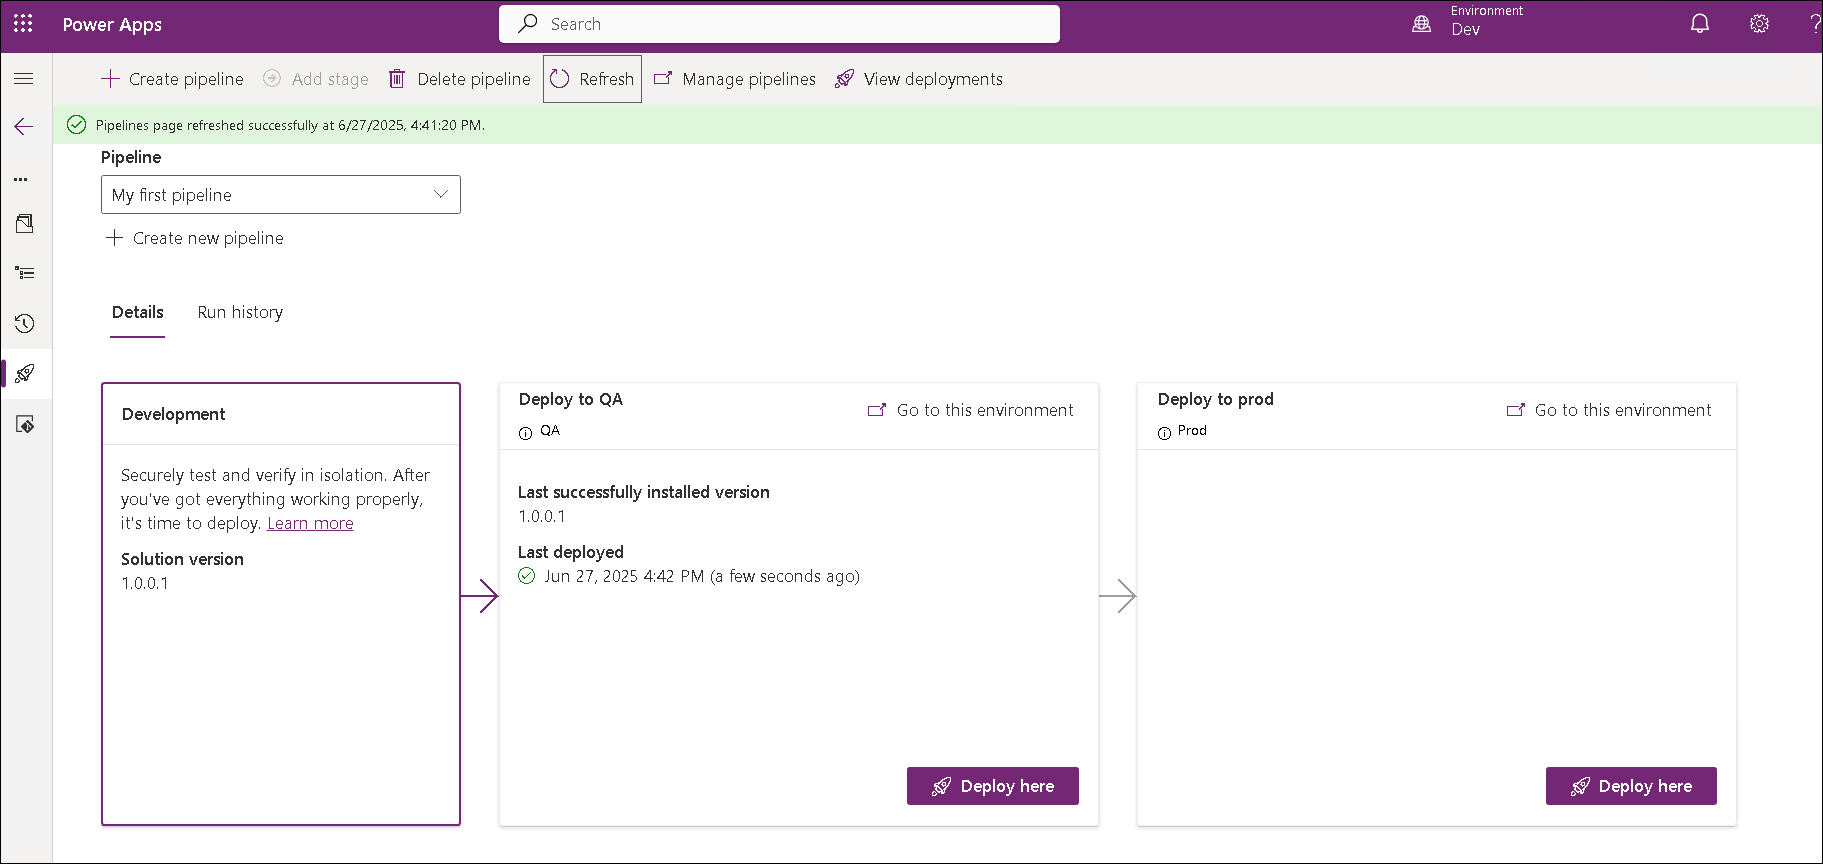 Power Apps
Search
Environment
Dev
?
Create pipeline
Add stage
Delete pipeline
Refresh
Manage pipelines
View deployments
Pipelines page refreshed successfully at 6/27/2025, 4:41:20 PM.
Pipeline
My first pipeline
Create new pipeline
Details
Run history
Development
Securely test and verify in isolation. After
you've got everything working properly,
it's time to deploy. Learn more
Solution version
1.0.0.1
Deploy to QA
QA
Go to this environment
Last successfully installed version
1.0.0.1
Last deployed
Jun 27, 2025 4:42 PM (a few seconds ago)
Deploy here
Deploy to prod
Prod
Go to this environment
Deploy here